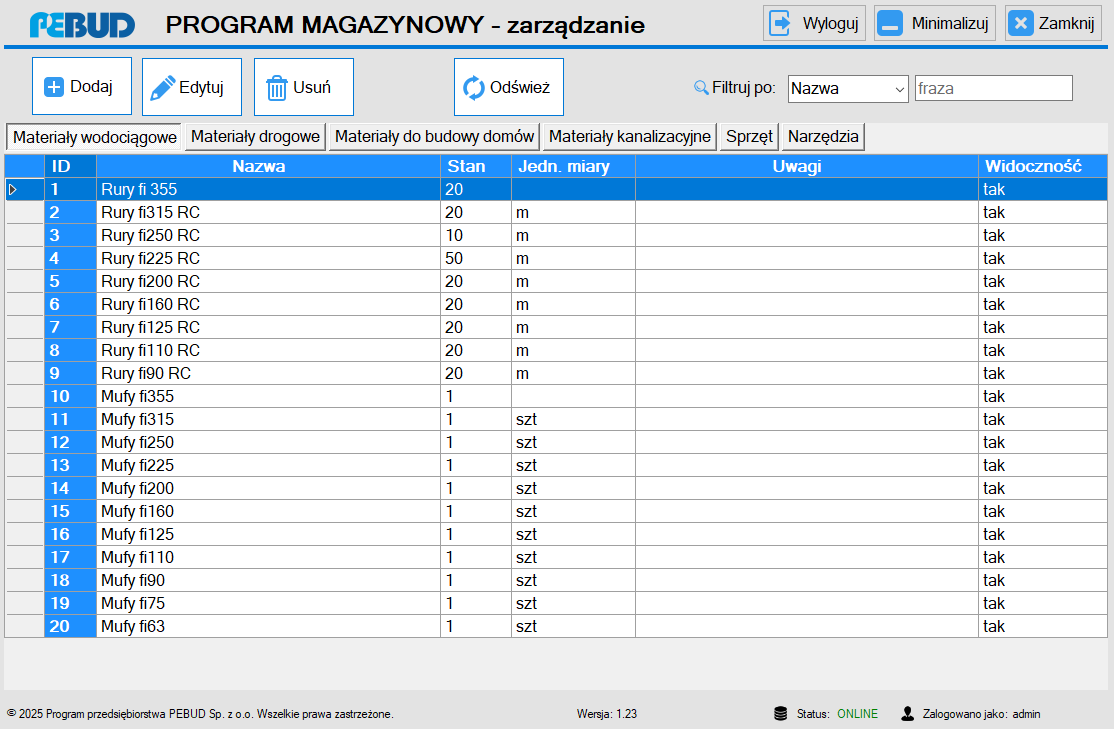 PEBUD PROGRAM MAGAZYNOWY - zarządzanie Wyloguj Minimalizuj Zamknij
Dodaj Edytuj Usuń Odśwież Filtruj po: Nazwa fraza
Materiały wodociągowe Materiały drogowe Materiały do budowy domów Materiały kanalizacyjne Sprzęt Narzędzia
ID Nazwa Stan Jedn. miary Uwagi Widoczność
1 Rury fi 355 20 tak
2 Rury fi315 RC 20 m tak
3 Rury fi250 RC 10 m tak
4 Rury fi225 RC 50 m tak
5 Rury fi200 RC 20 m tak
6 Rury fi160 RC 20 m tak
7 Rury fi125 RC 20 m tak
8 Rury fi110 RC 20 m tak
9 Rury fi90 RC 20 m tak
10 Mufy fi355 1 tak
11 Mufy fi315 1 szt tak
12 Mufy fi250 1 szt tak
13 Mufy fi225 1 szt tak
14 Mufy fi200 1 szt tak
15 Mufy fi160 1 szt tak
16 Mufy fi125 1 szt tak
17 Mufy fi110 1 szt tak
18 Mufy fi90 1 szt tak
19 Mufy fi75 1 szt tak
20 Mufy fi63 1 szt tak
© 2025 Program przedsiębiorstwa PEBUD Sp. z o.o. Wszelkie prawa zastrzeżone. Wersja: 1.23 Status: ONLINE Zalogowano jako: admin